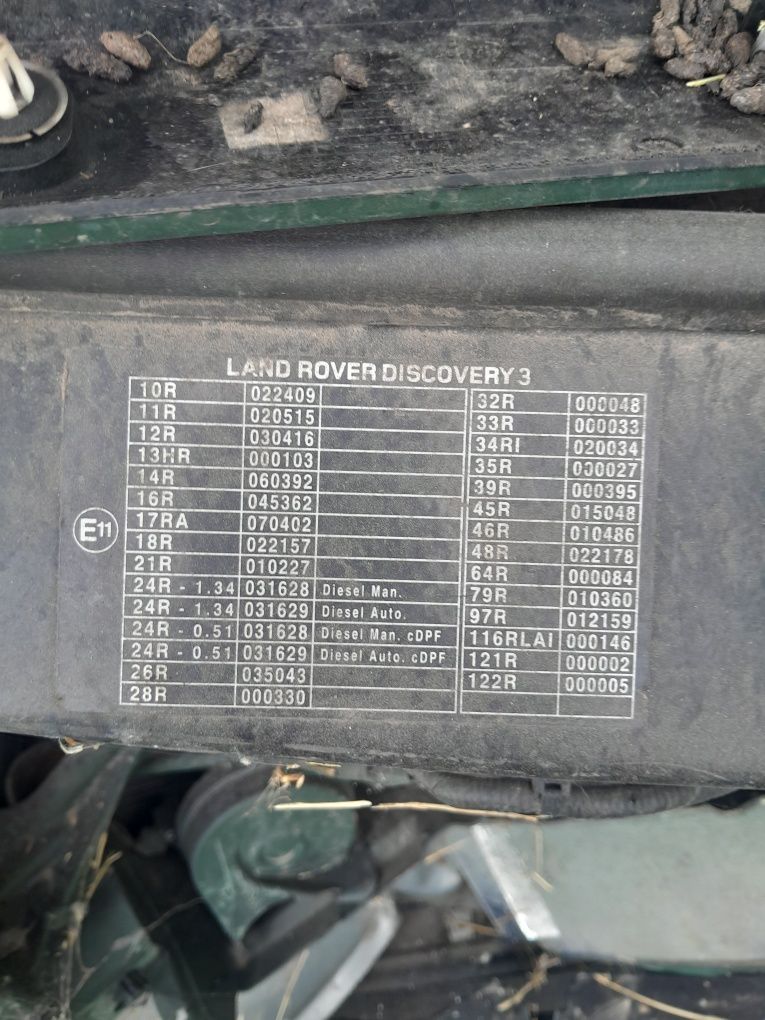 LAND ROVER DISCOVERY 3
10R 022409
11R 020515
12R 030416
13HR 000103
14R 060392
16R 045362
17RA 070402
18R 022157
21R 010227
24R - 1.34 031628 Diesel Man.
24R - 1.34 031629 Diesel Auto.
24R - 0.51 031628 Diesel Man. cDPF
24R - 0.51 031629 Diesel Auto. cDPF
26R 035043
28R 000330
32R 000048
33R 000033
34RI 020034
35R 000027
39R 000395
45R 015048
46R 010486
48R 022178
64R 000084
79R 010360
97R 012159
116RLAI 000146
121R 000002
122R 000005
E11